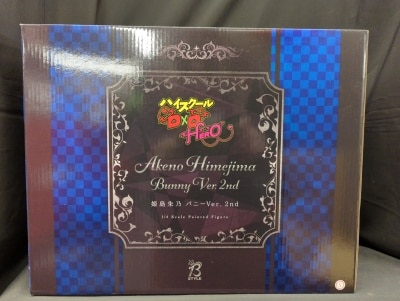 ハイスクール
D×D
HERO
Akeno Himejima
Bunny Ver. 2nd
姫島朱乃 バニーVer. 2nd
1/4 Scale Painted Figure
B
STYLE